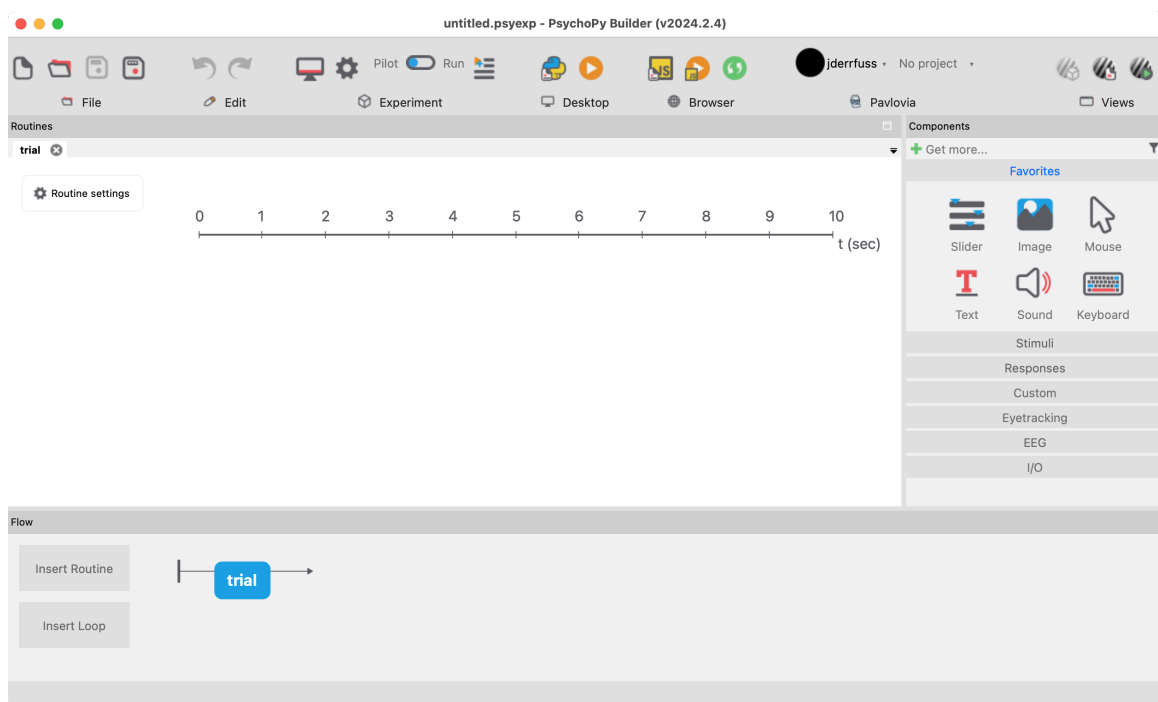 untitled.psyexp - PsychoPy Builder (v2024.2.4)
Pilot Run
JS
jderrfuss No project
File Edit Experiment Desktop Browser Pavlovia Views
Routines
trial
Routine settings
0 1 2 3 4 5 6 7 8 9 10
t (sec)
Components
Get more...
Favorites
Slider Image Mouse
T
Text Sound Keyboard
Stimuli
Responses
Custom
Eyetracking
EEG
I/O
Flow
Insert Routine
trial
Insert Loop